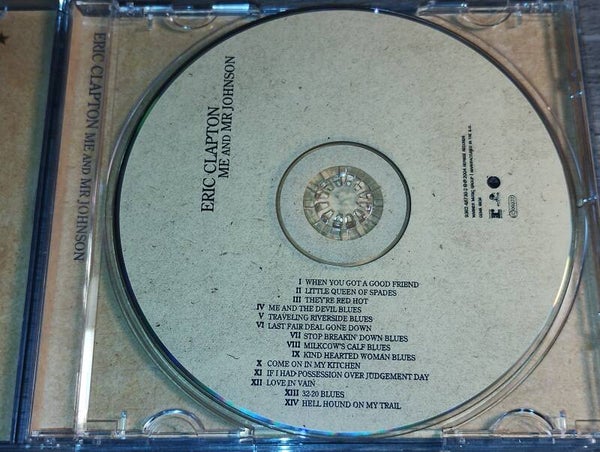 ERIC CLAPTON ME AND MR JOHNSON
ERIC CLAPTON
ME AND MR JOHNSON
I WHEN YOU GOT A GOOD FRIEND
II LITTLE QUEEN OF SPADES
III THEY'RE RED HOT
IV ME AND THE DEVIL BLUES
V TRAVELING RIVERSIDE BLUES
VI LAST FAIR DEAL GONE DOWN
VII STOP BREAKIN' DOWN BLUES
VIII MILKCOW'S CALF BLUES
IX KIND HEARTED WOMAN BLUES
X COME ON IN MY KITCHEN
XI IF I HAD POSSESSION OVER JUDGEMENT DAY
XII LOVE IN VAIN
XIII 32-20 BLUES
XIV HELL HOUND ON MY TRAIL